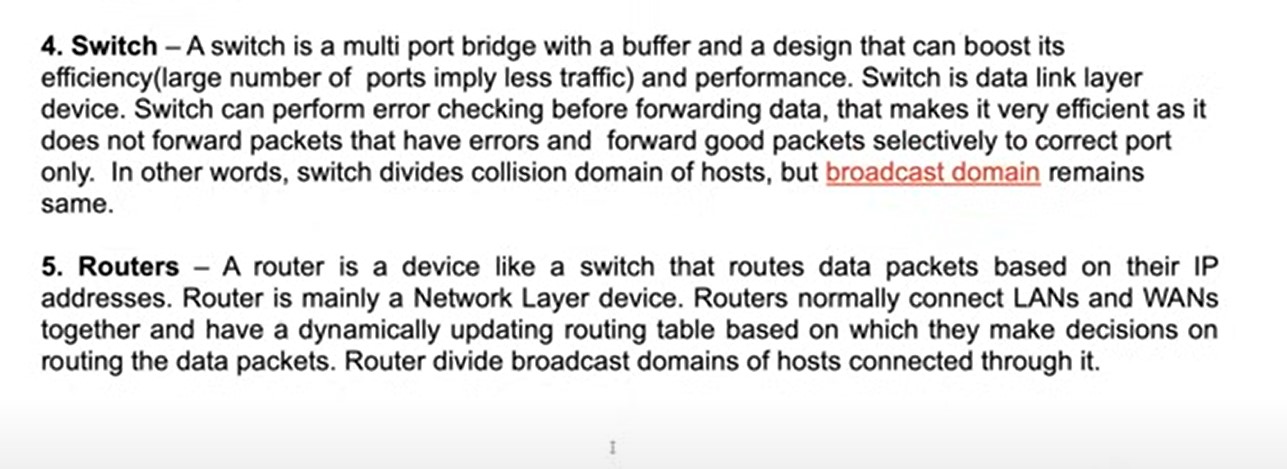 4. Switch – A switch is a multi port bridge with a buffer and a design that can boost its
efficiency(large number of  ports imply less traffic) and performance. Switch is data link layer
device. Switch can perform error checking before forwarding data, that makes it very efficient as it
does not forward packets that have errors and  forward good packets selectively to correct port
only.  In other words, switch divides collision domain of hosts, but broadcast domain remains
same.
5. Routers – A router is a device like a switch that routes data packets based on their IP
addresses. Router is mainly a Network Layer device. Routers normally connect LANs and WANs
together and have a dynamically updating routing table based on which they make decisions on
routing the data packets. Router divide broadcast domains of hosts connected through it.